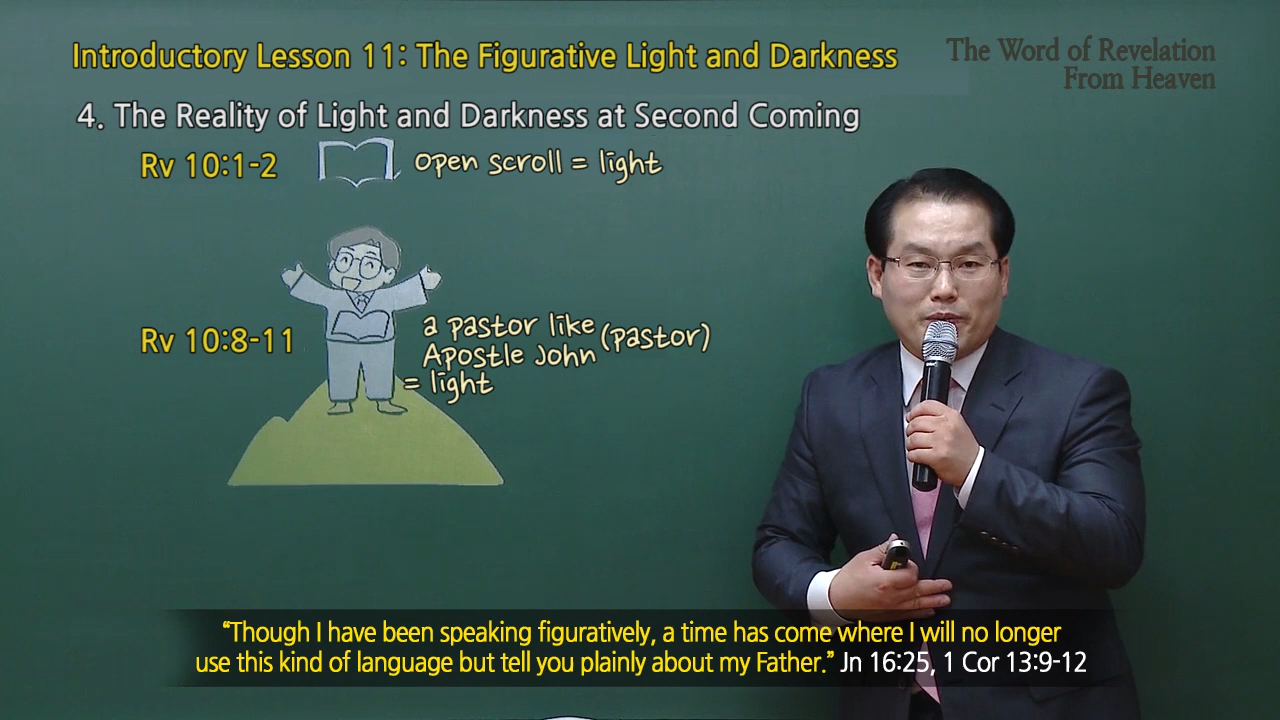 Introductory Lesson 11: The Figurative Light and Darkness
The Word of Revelation
From Heaven
4. The Reality of Light and Darkness at Second Coming
Rv 10:1-2
open scroll = light
Rv 10:8-11
a pastor like (pastor)
Apostle John
= light
“Though I have been speaking figuratively, a time has come where I will no longer
use this kind of language but tell you plainly about my Father.” Jn 16:25, 1 Cor 13:9-12